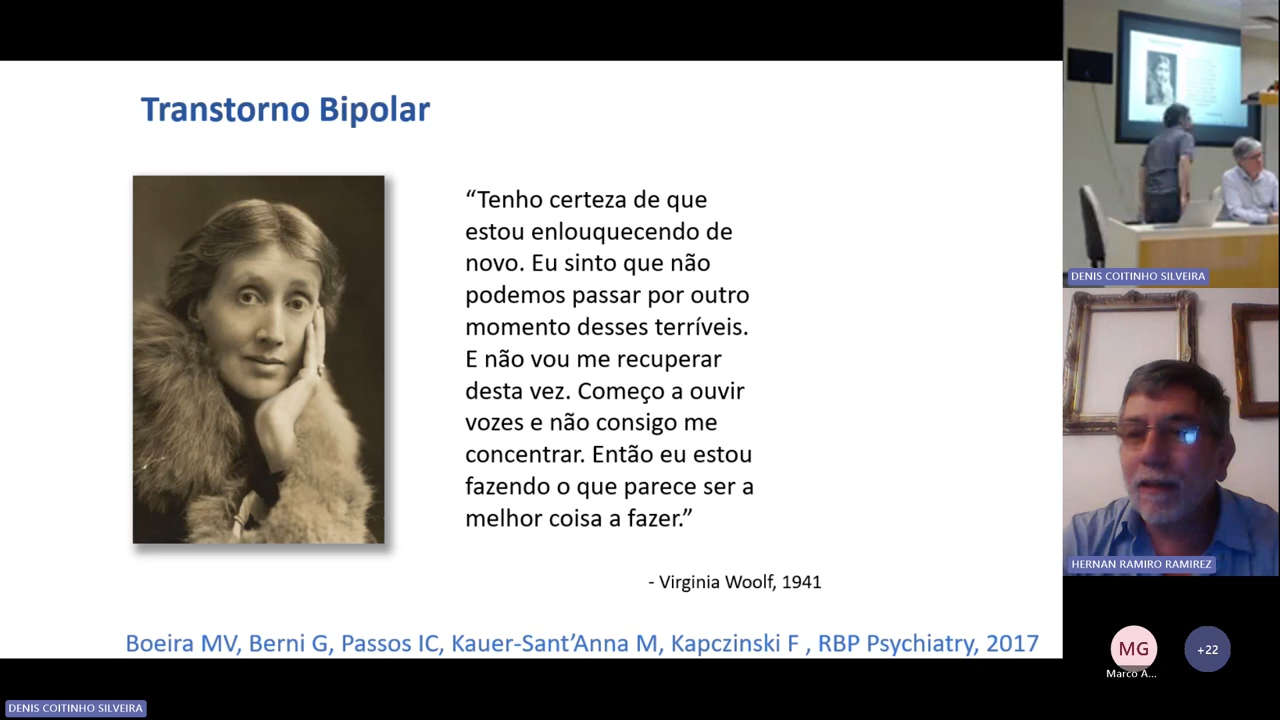 Transtorno Bipolar
“Tenho certeza de que
estou enlouquecendo de
novo. Eu sinto que não
podemos passar por outro
momento desses terríveis.
E não vou me recuperar
desta vez. Começo a ouvir
vozes e não consigo me
concentrar. Então eu estou
fazendo o que parece ser a
melhor coisa a fazer.”
- Virginia Woolf, 1941
Boeira MV, Berni G, Passos IC, Kauer-Sant’Anna M, Kapczinski F , RBP Psychiatry, 2017
DENIS COITINHO SILVEIRA
HERNAN RAMIRO RAMIREZ
MG
Marco A...
+22
DENIS COITINHO SILVEIRA